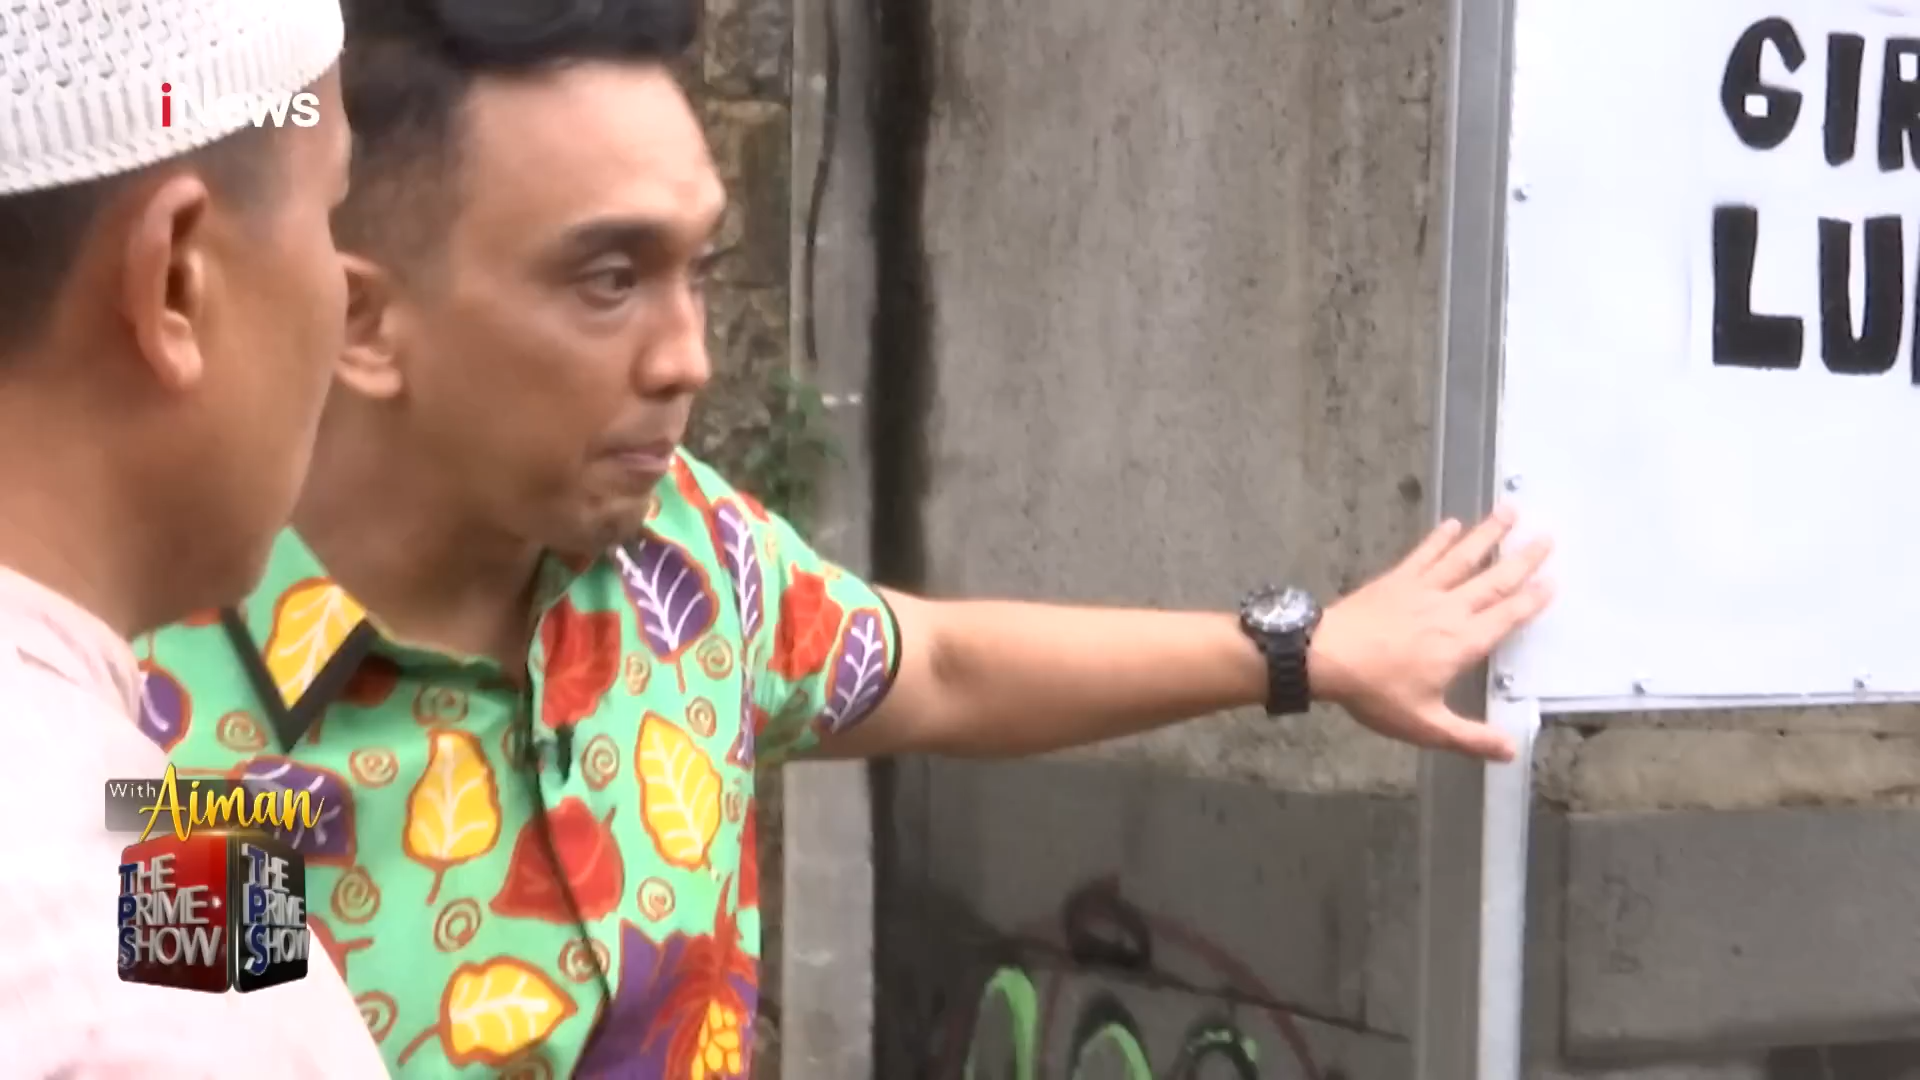 iNews
GIR
LU
With Aiman
THE
PRIME
SHOW
THE
PRIME
SHOW